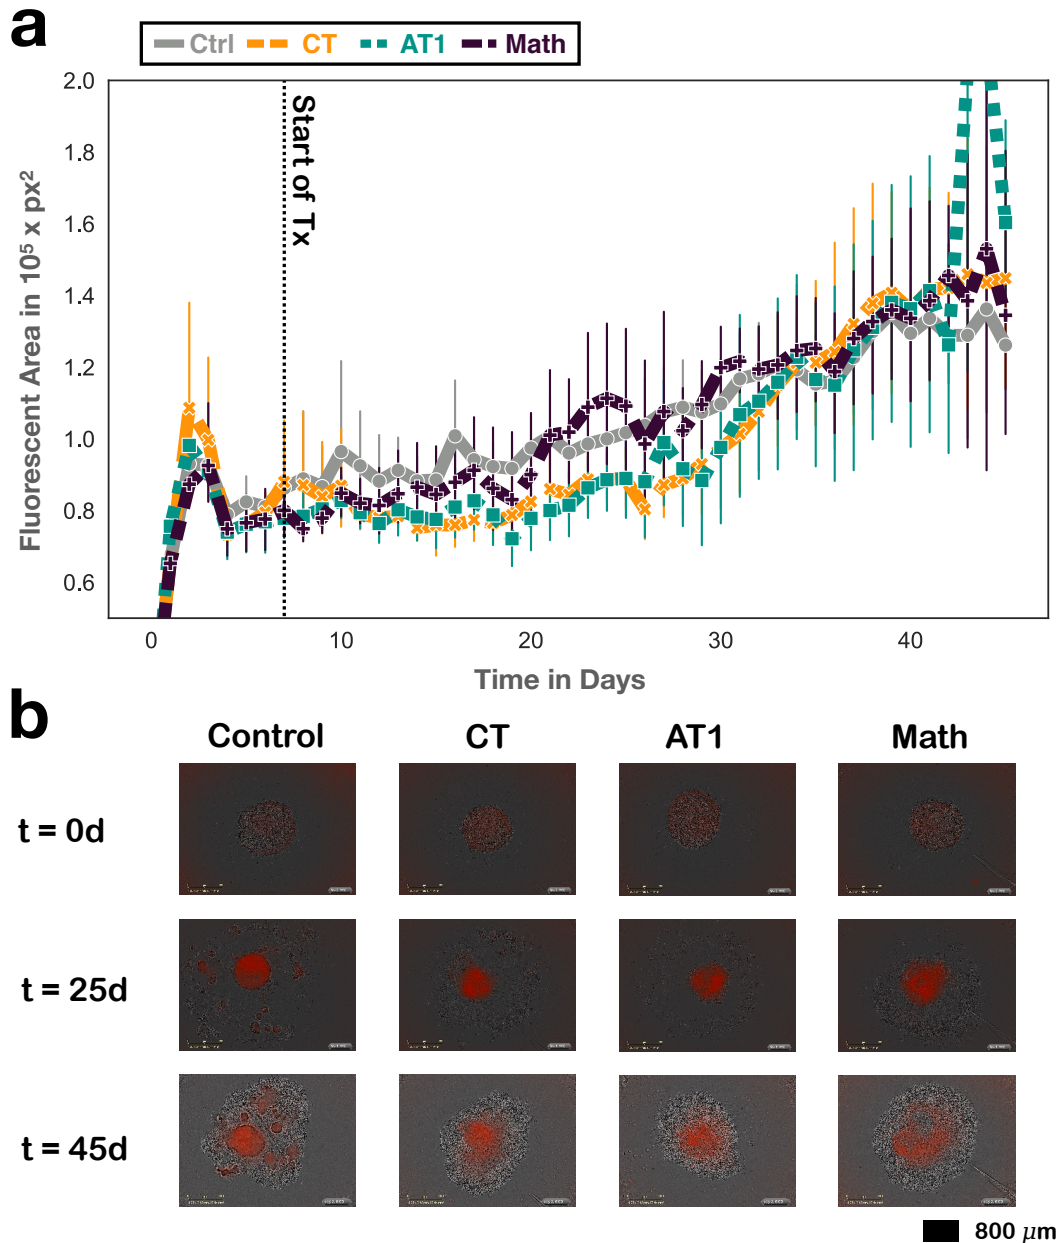 a
Ctrl CT AT1 Math
2.0
1.8
1.6
1.4
1.2
1.0
0.8
0.6
Fluorescent Area in 10⁵ x px²
Start of Tx
0 10 20 30 40
Time in Days
b
Control CT AT1 Math
t = 0d
t = 25d
t = 45d
800 μm